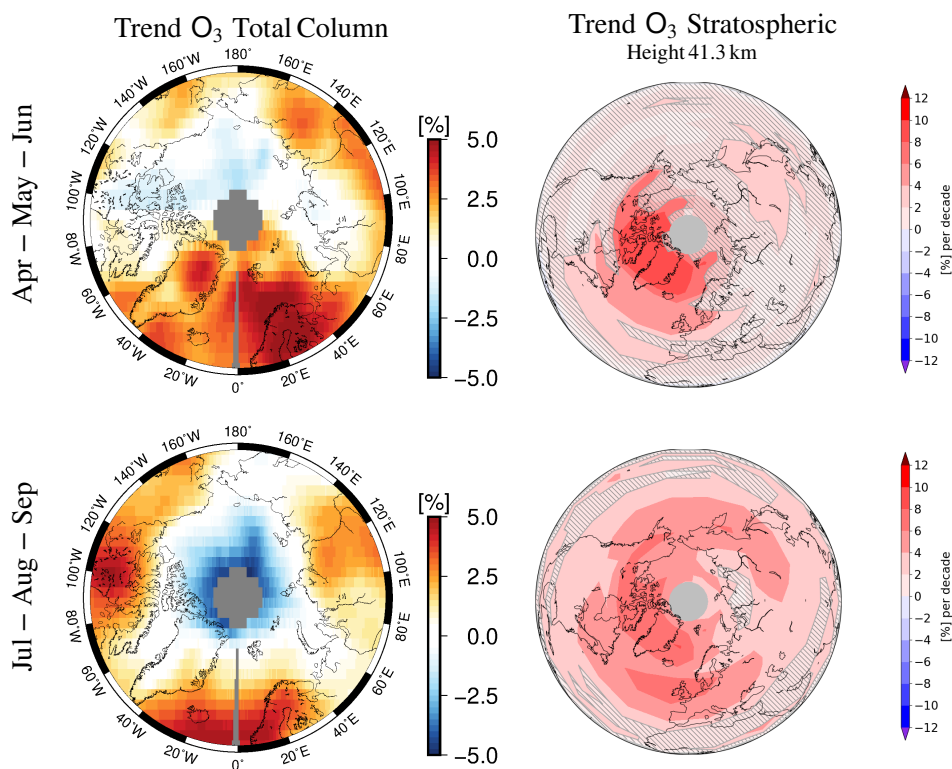 Trend O₃ Total Column
Trend O₃ Stratospheric
Height 41.3 km
Apr – May – Jun
180°
160°E
140°E
120°E
100°E
80°E
60°E
40°E
20°E
0°
20°W
40°W
60°W
80°W
100°W
120°W
140°W
160°W
[%]
5.0
2.5
0.0
−2.5
−5.0
12
10
8
6
4
2
0
−2
−4
−6
−8
−10
−12
[%] per decade
Jul – Aug – Sep
180°
160°E
140°E
120°E
100°E
80°E
60°E
40°E
20°E
0°
20°W
40°W
60°W
80°W
100°W
120°W
140°W
160°W
[%]
5.0
2.5
0.0
−2.5
−5.0
12
10
8
6
4
2
0
−2
−4
−6
−8
−10
−12
[%] per decade